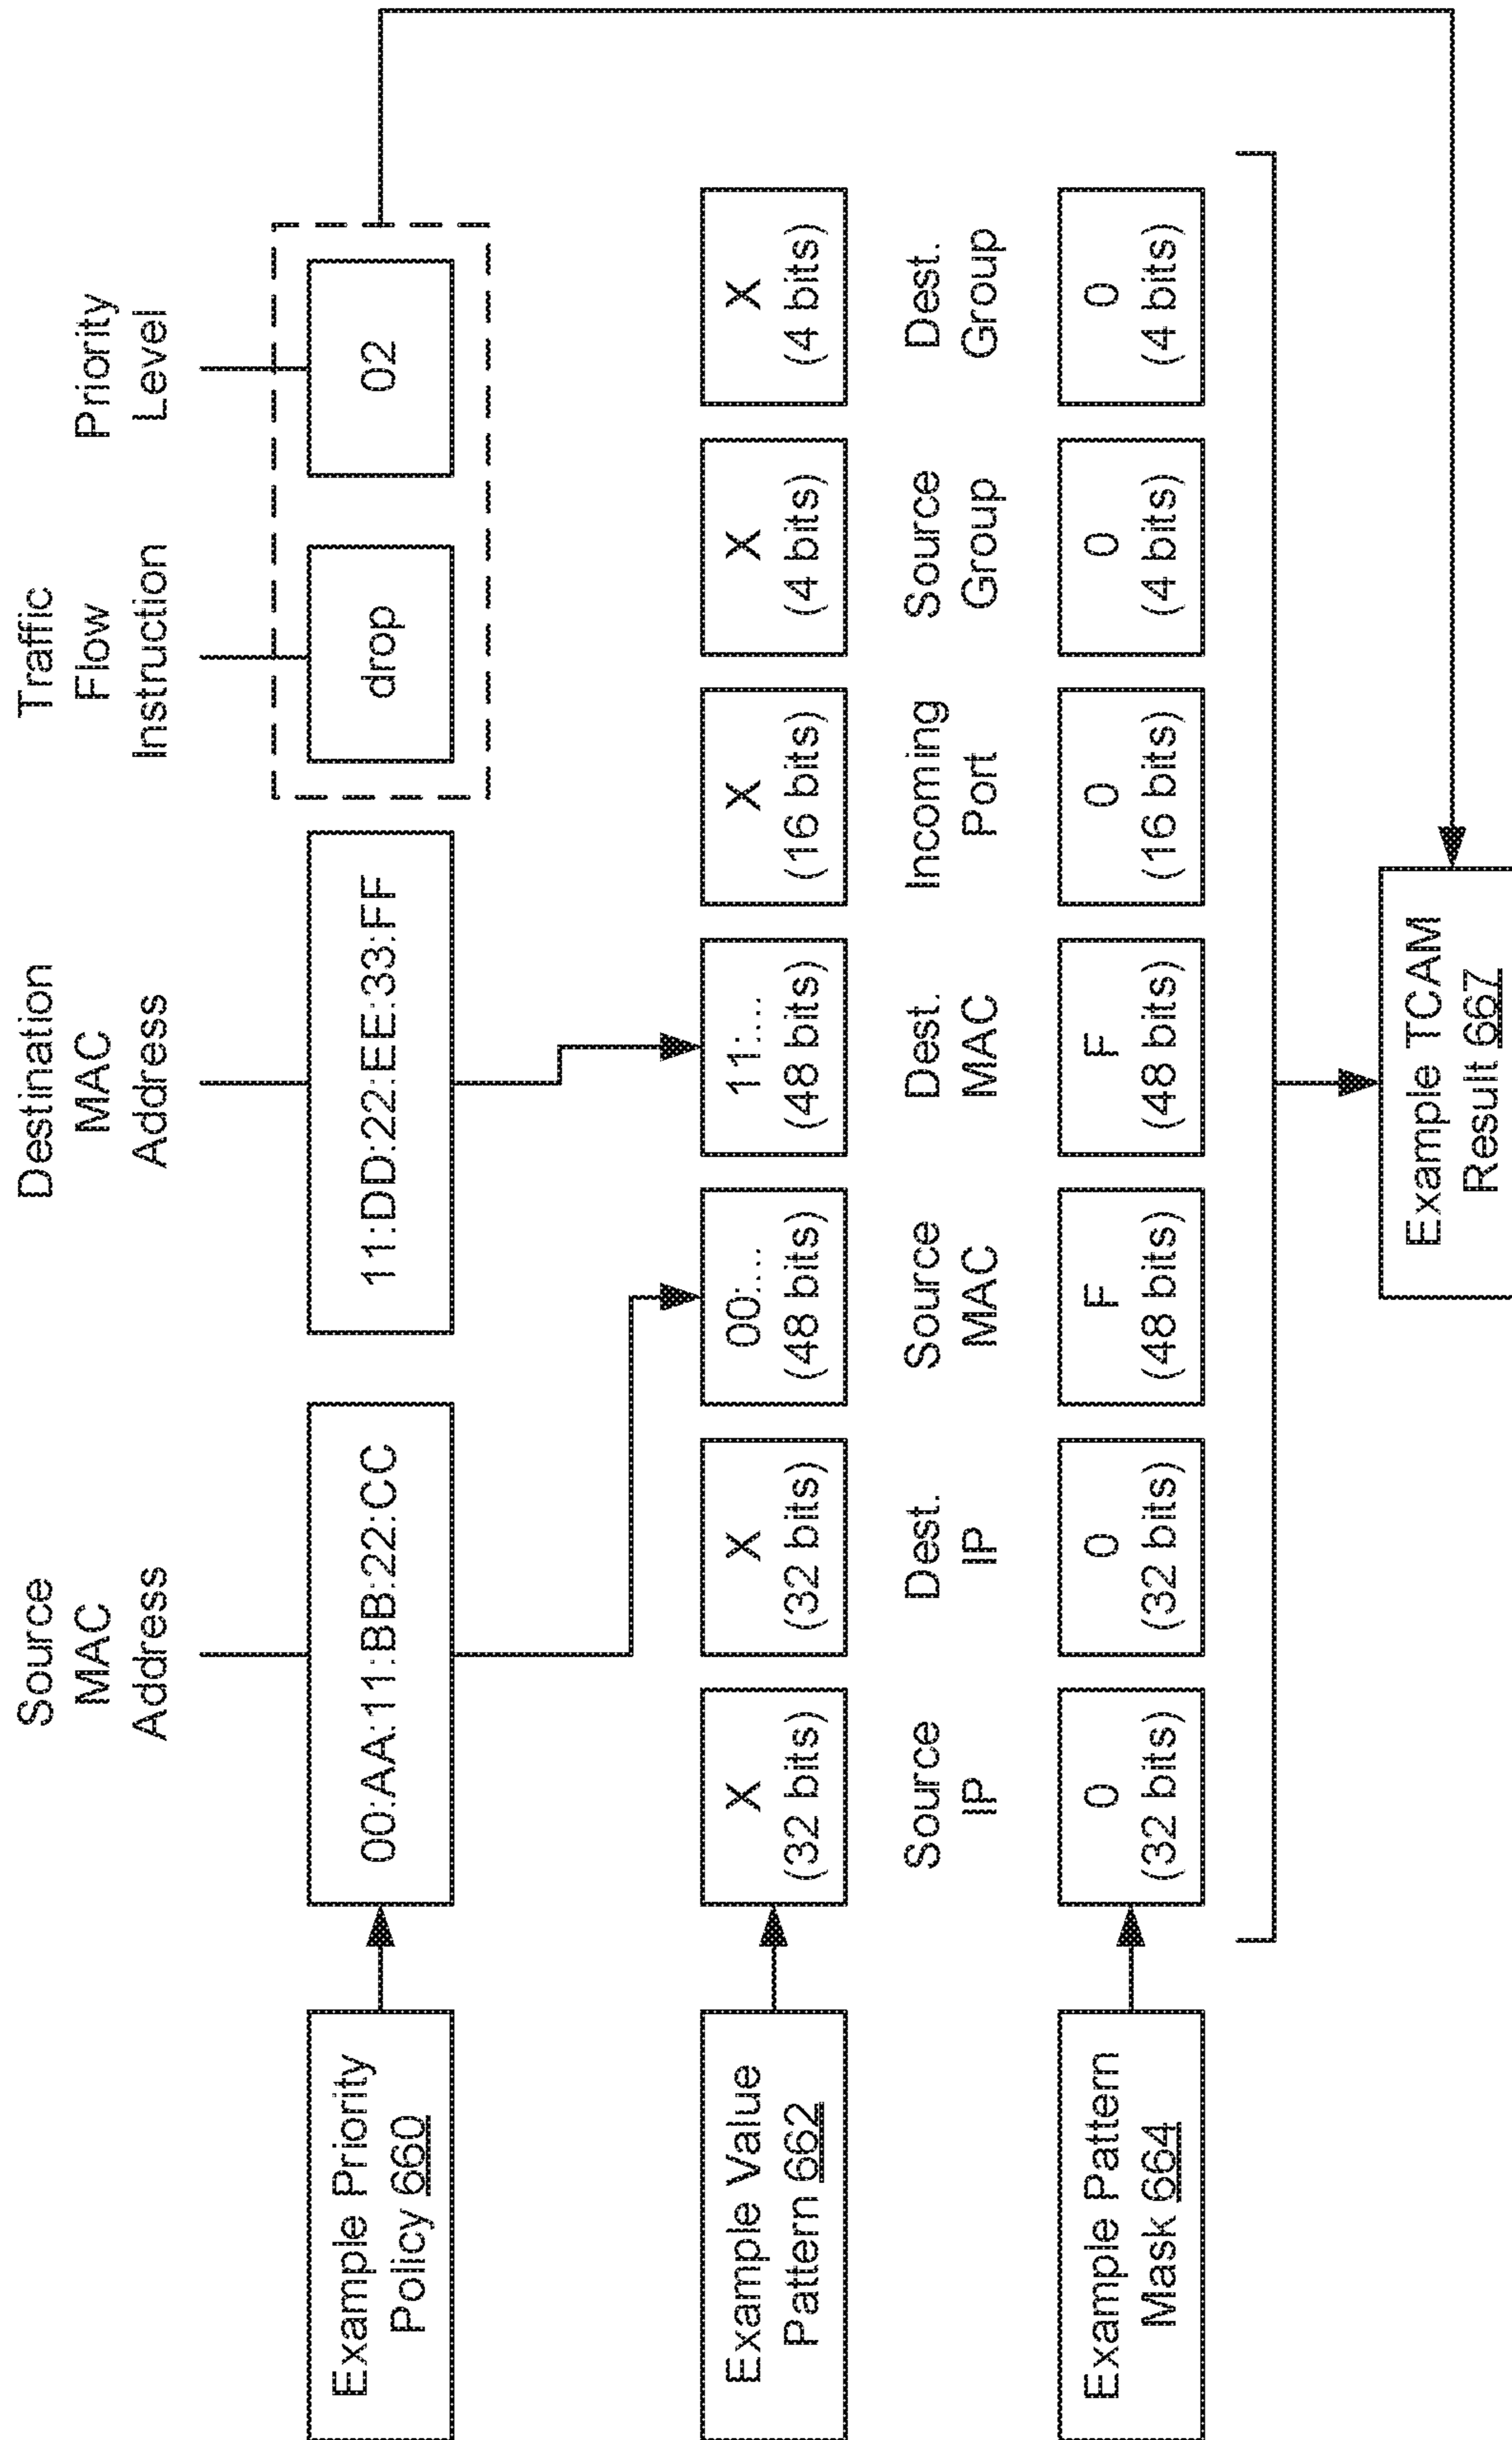 Source
MAC
Address
Destination
MAC
Address
Traffic
Flow
Instruction
Priority
Level
Example Priority
Policy 660
00:AA:11:BB:22:CC
11:DD:22:EE:33:FF
drop
02
Example Value
Pattern 662
X
(32 bits)
X
(32 bits)
00:...
(48 bits)
11:...
(48 bits)
X
(16 bits)
X
(4 bits)
X
(4 bits)
Source
IP
Dest.
IP
Source
MAC
Dest.
MAC
Incoming
Port
Source
Group
Dest.
Group
Example Pattern
Mask 664
0
(32 bits)
0
(32 bits)
F
(48 bits)
F
(48 bits)
0
(16 bits)
0
(4 bits)
0
(4 bits)
Example TCAM
Result 667